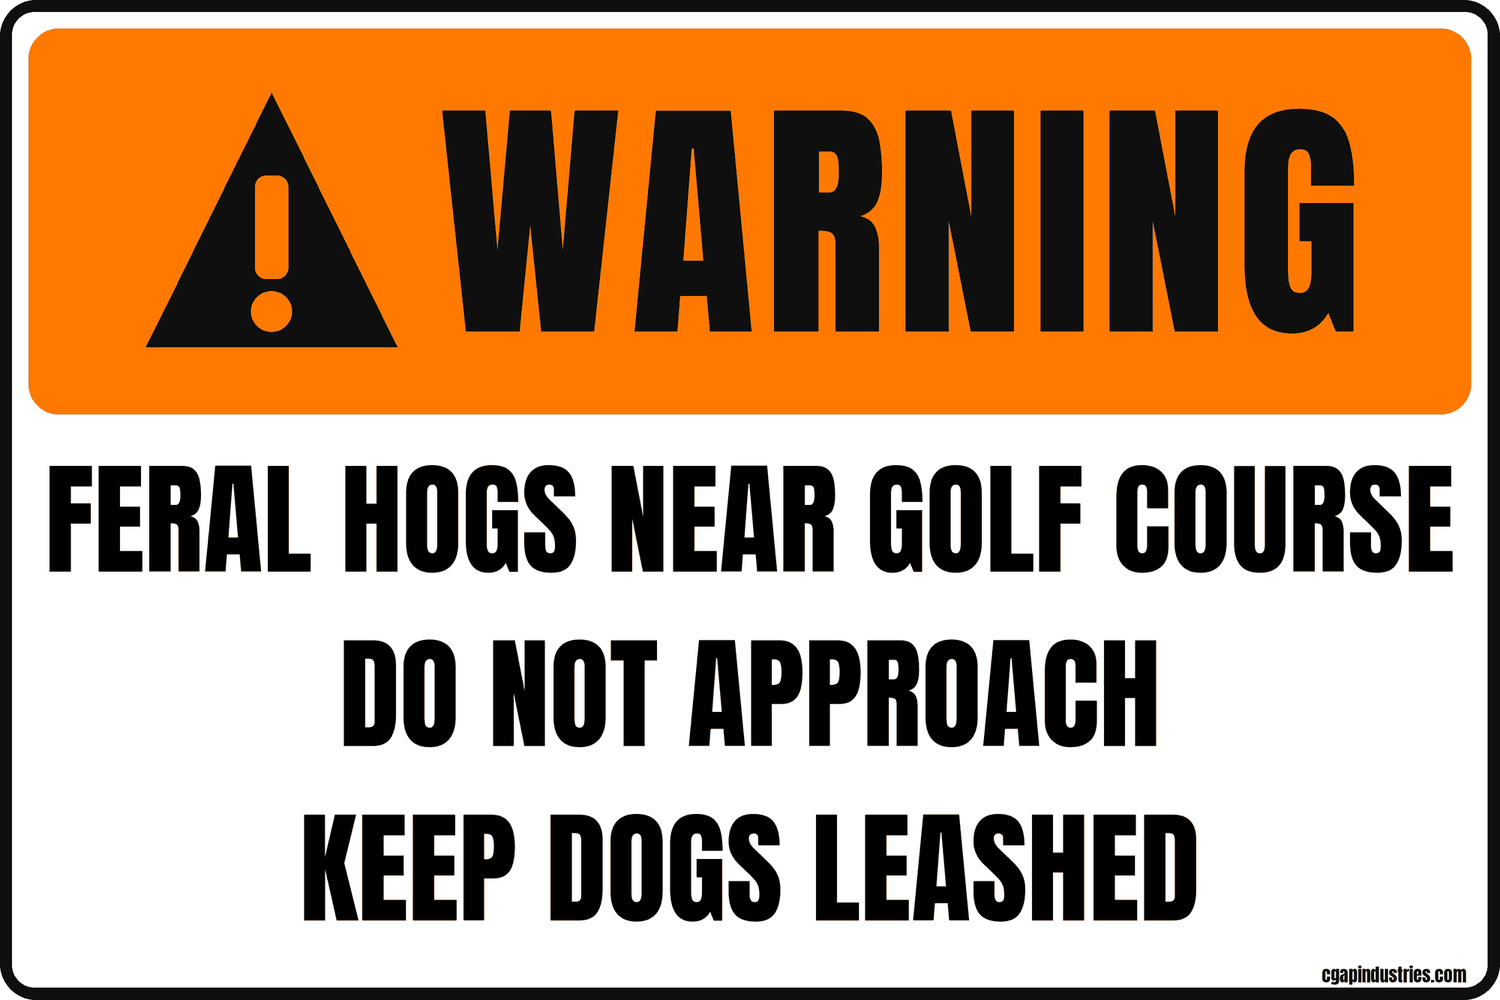 WARNING
FERAL HOGS NEAR GOLF COURSE
DO NOT APPROACH
KEEP DOGS LEASHED
cgapindustries.com